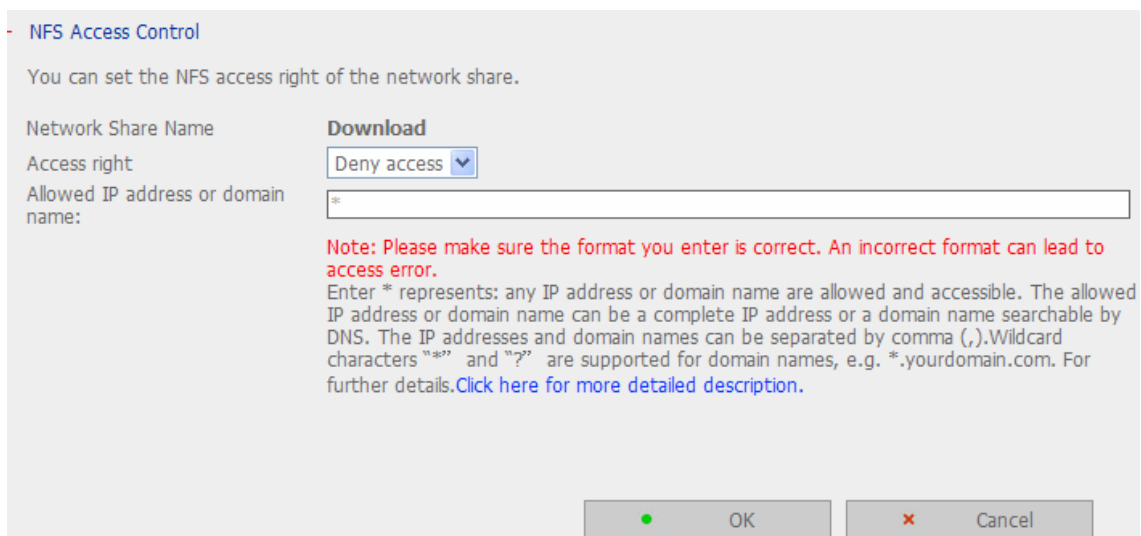 NFS Access Control
You can set the NFS access right of the network share.
Network Share Name Download
Access right Deny access
Allowed IP address or domain
name:
*
Note: Please make sure the format you enter is correct. An incorrect format can lead to
access error.
Enter * represents: any IP address or domain name are allowed and accessible. The allowed
IP address or domain name can be a complete IP address or a domain name searchable by
DNS. The IP addresses and domain names can be separated by comma (,).Wildcard
characters “*” and “?” are supported for domain names, e.g. *.yourdomain.com. For
further details.Click here for more detailed description.
OK Cancel